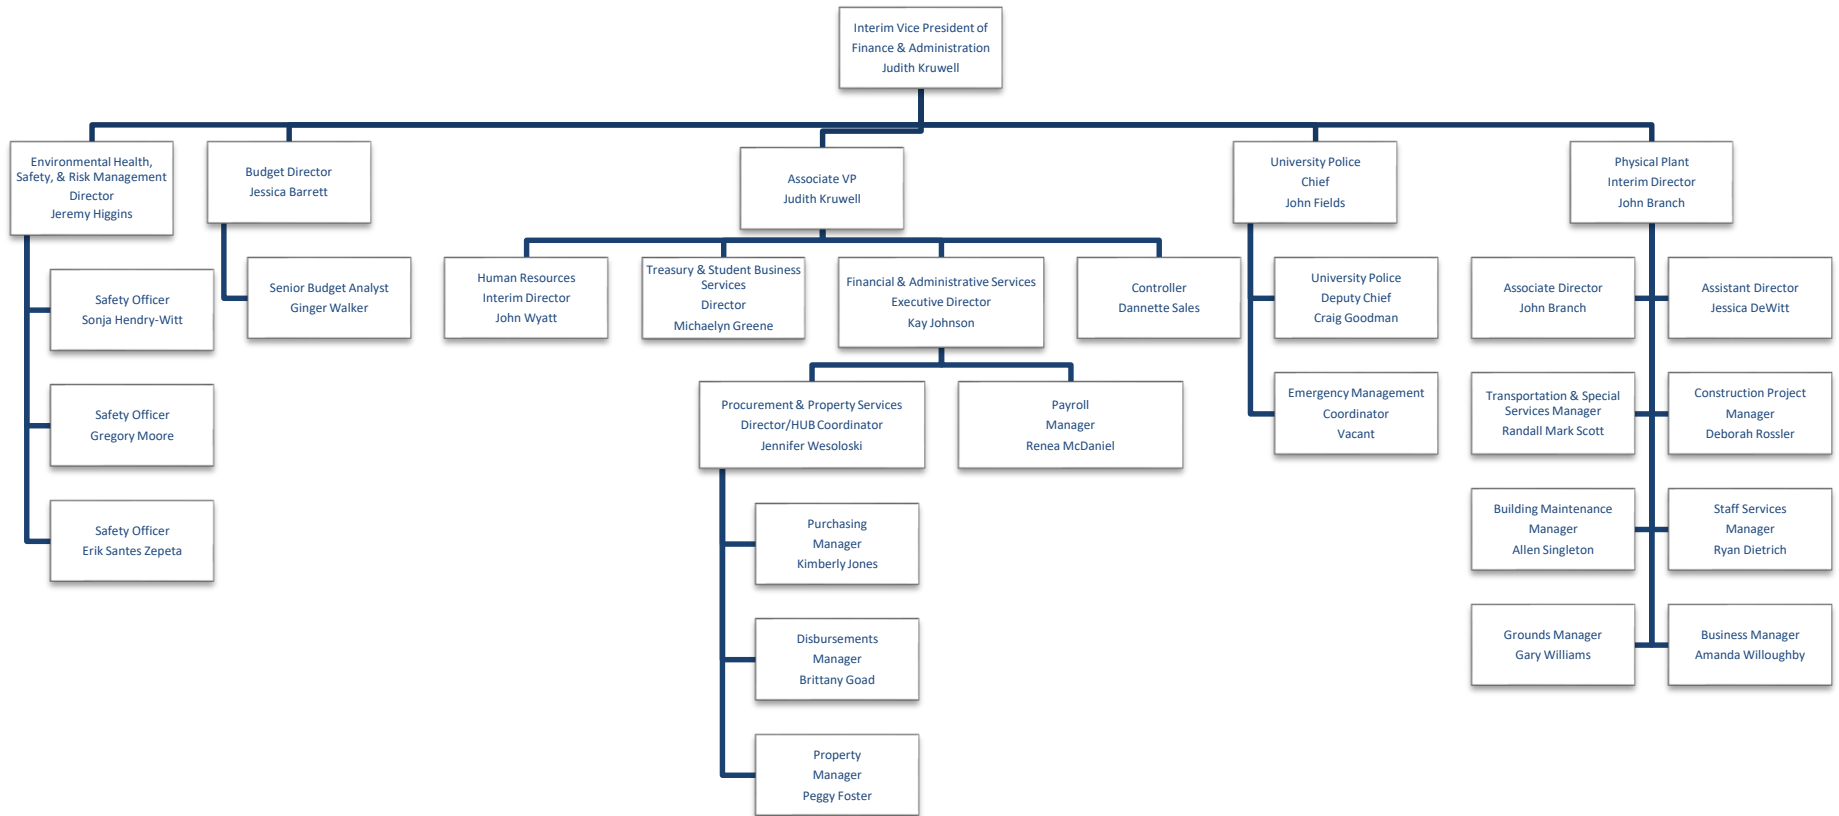 Interim Vice President of
Finance & Administration
Judith Kruwell
Environmental Health,
Safety, & Risk Management
Director
Jeremy Higgins
Budget Director
Jessica Barrett
Associate VP
Judith Kruwell
University Police
Chief
John Fields
Physical Plant
Interim Director
John Branch
Safety Officer
Sonja Hendry-Witt
Safety Officer
Gregory Moore
Safety Officer
Erik Santes Zepeta
Senior Budget Analyst
Ginger Walker
Human Resources
Interim Director
John Wyatt
Treasury & Student Business
Services
Director
Michaelyn Greene
Financial & Administrative Services
Executive Director
Kay Johnson
Controller
Dannette Sales
Procurement & Property Services
Director/HUB Coordinator
Jennifer Wesoloski
Payroll
Manager
Renea McDaniel
Purchasing
Manager
Kimberly Jones
Disbursements
Manager
Brittany Goad
Property
Manager
Peggy Foster
University Police
Deputy Chief
Craig Goodman
Emergency Management
Coordinator
Vacant
Associate Director
John Branch
Assistant Director
Jessica DeWitt
Transportation & Special
Services Manager
Randall Mark Scott
Construction Project
Manager
Deborah Rossler
Building Maintenance
Manager
Allen Singleton
Staff Services
Manager
Ryan Dietrich
Grounds Manager
Gary Williams
Business Manager
Amanda Willoughby